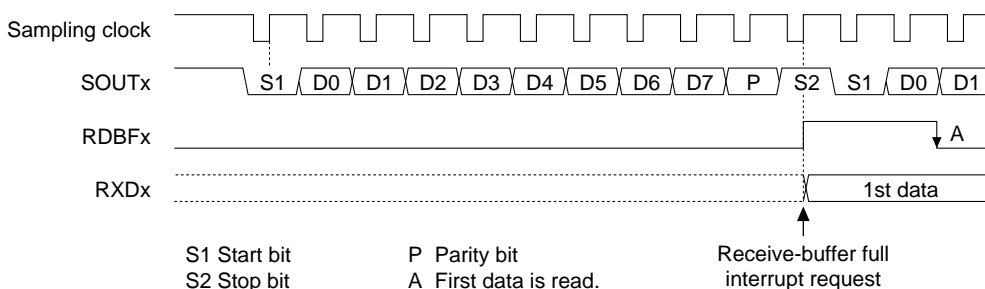 Sampling clock
SOUTx S1 D0 D1 D2 D3 D4 D5 D6 D7 P S2 S1 D0 D1
RDBFx A
RXDx 1st data
S1 Start bit P Parity bit Receive-buffer full
S2 Stop bit A First data is read. interrupt request